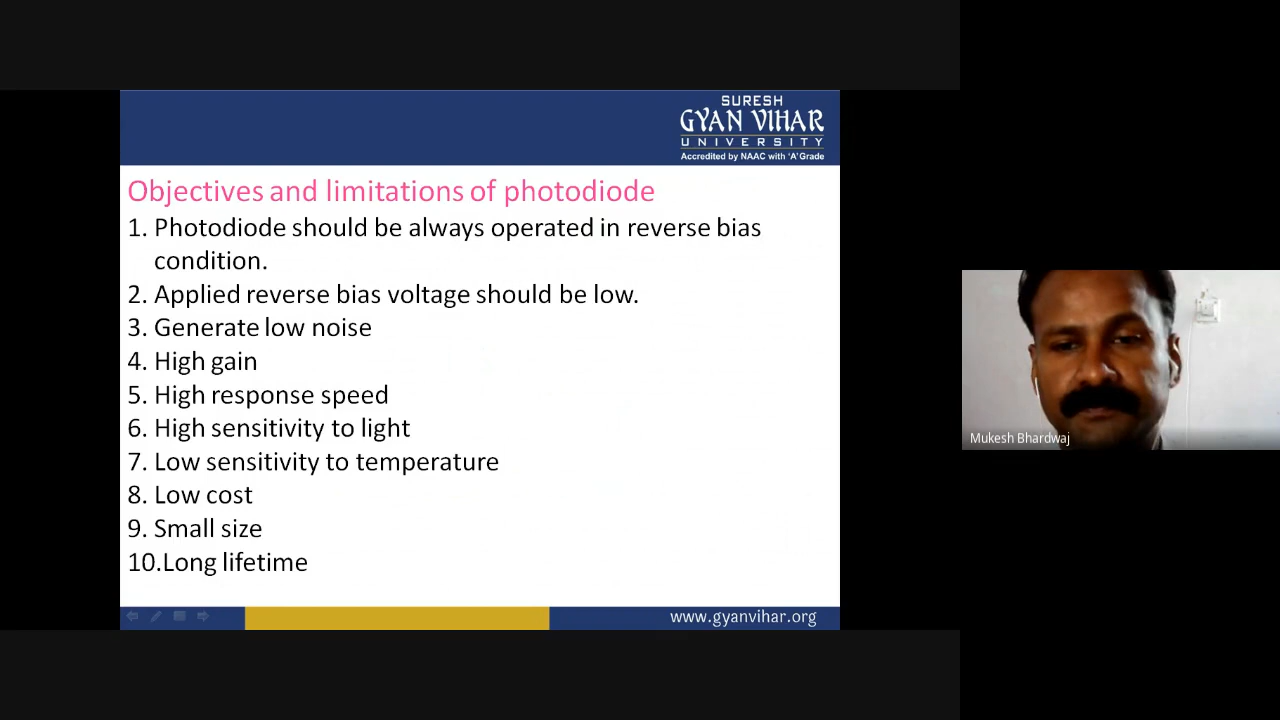 SURESH
GYAN VIHAR
UNIVERSITY
Accredited by NAAC with 'A' Grade
Objectives and limitations of photodiode
1. Photodiode should be always operated in reverse bias
condition.
2. Applied reverse bias voltage should be low.
3. Generate low noise
4. High gain
5. High response speed
6. High sensitivity to light
7. Low sensitivity to temperature
8. Low cost
9. Small size
10.Long lifetime
www.gyanvihar.org
Mukesh Bhardwaj